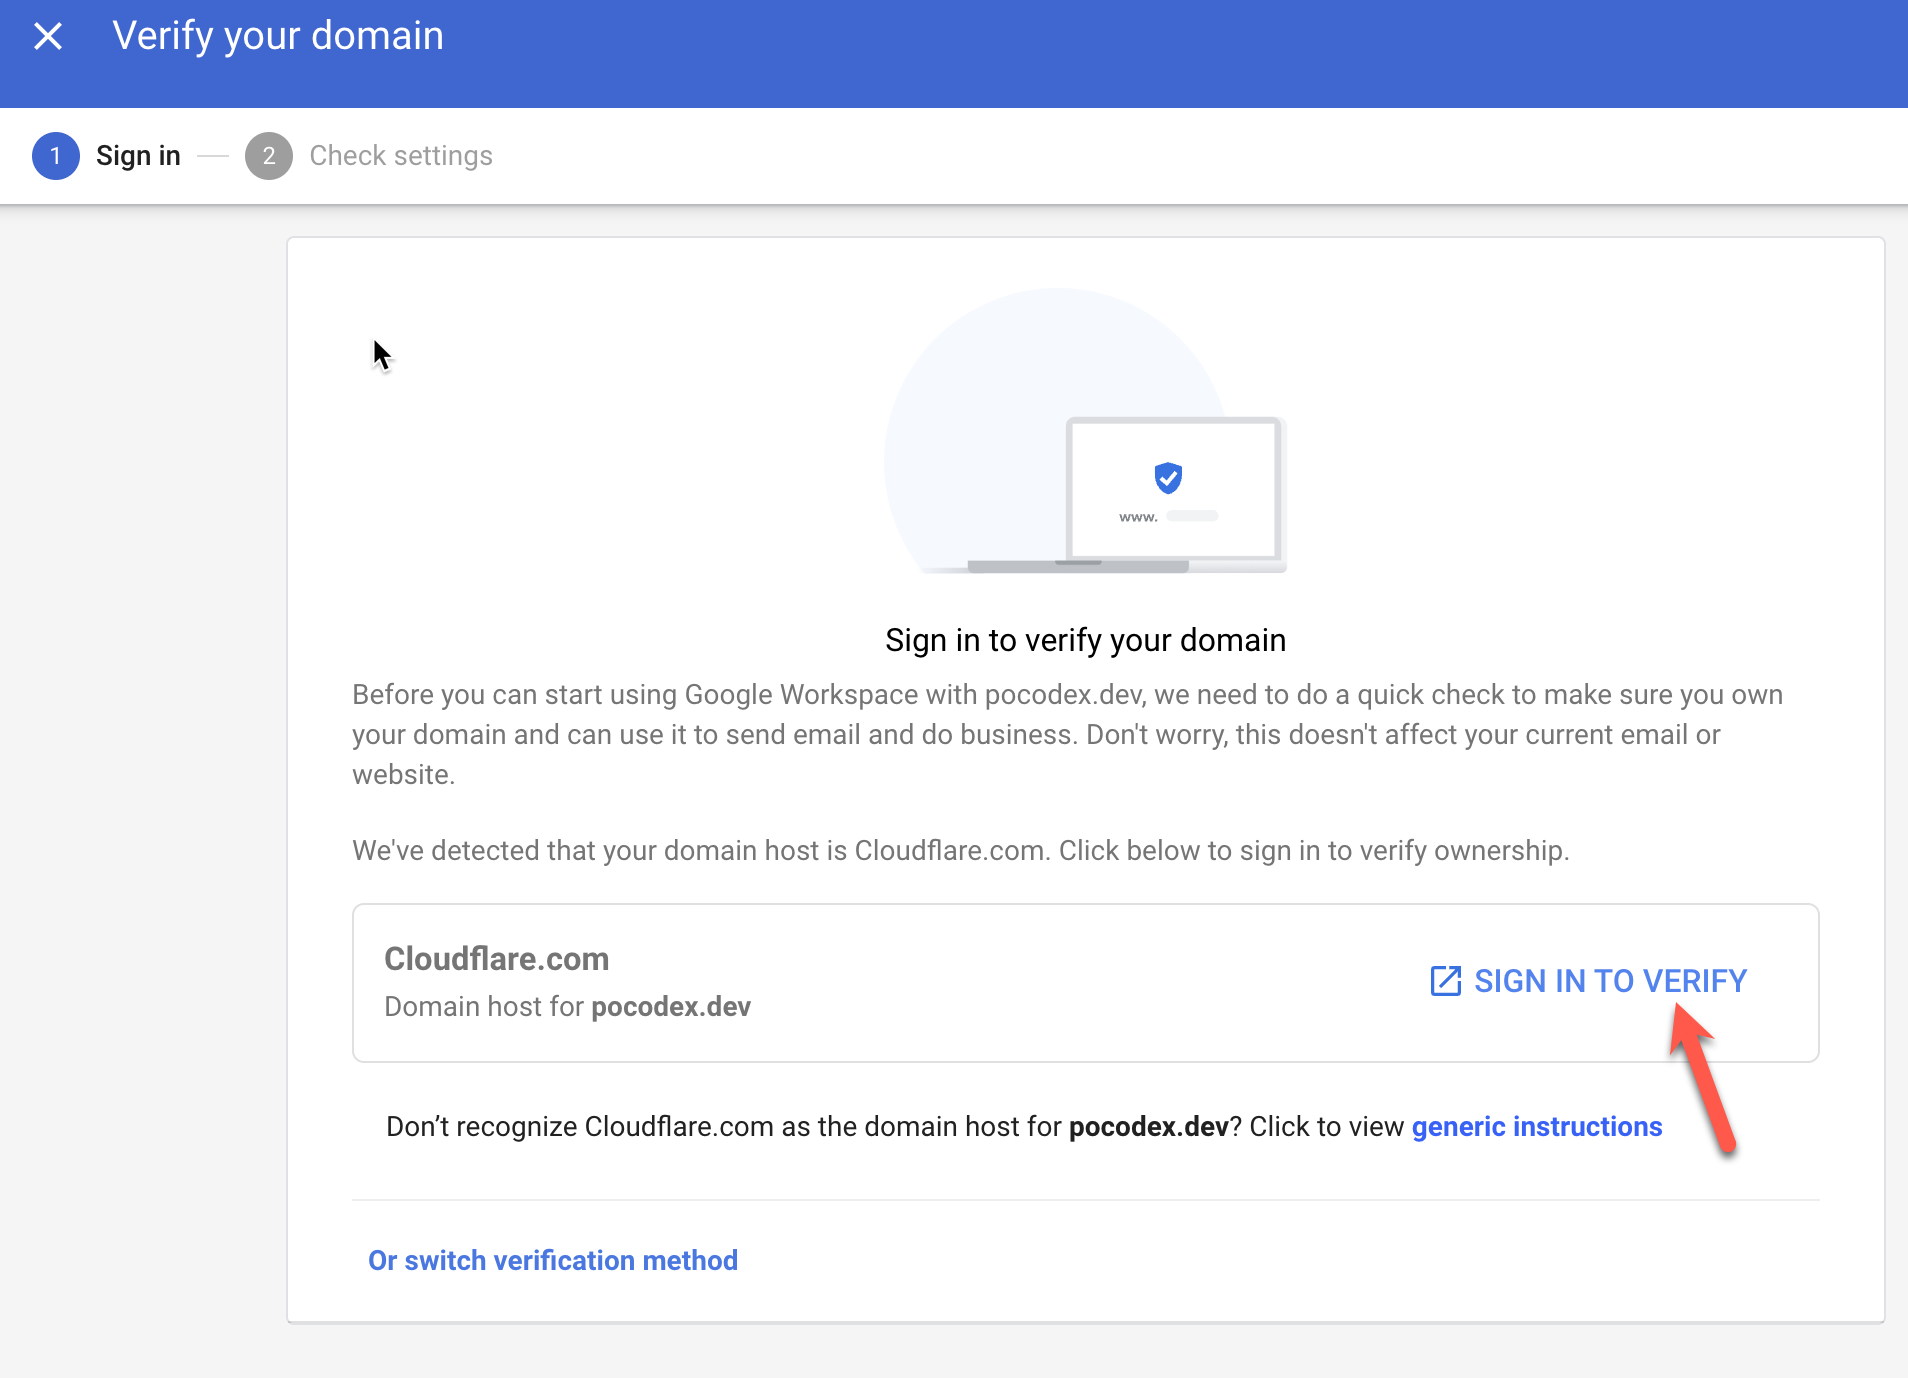 Verify your domain
1 Sign in 2 Check settings
www.
Sign in to verify your domain
Before you can start using Google Workspace with pocodex.dev, we need to do a quick check to make sure you own
your domain and can use it to send email and do business. Don't worry, this doesn't affect your current email or
website.
We've detected that your domain host is Cloudflare.com. Click below to sign in to verify ownership.
Cloudflare.com
SIGN IN TO VERIFY
Domain host for pocodex.dev
Don’t recognize Cloudflare.com as the domain host for pocodex.dev? Click to view generic instructions
Or switch verification method